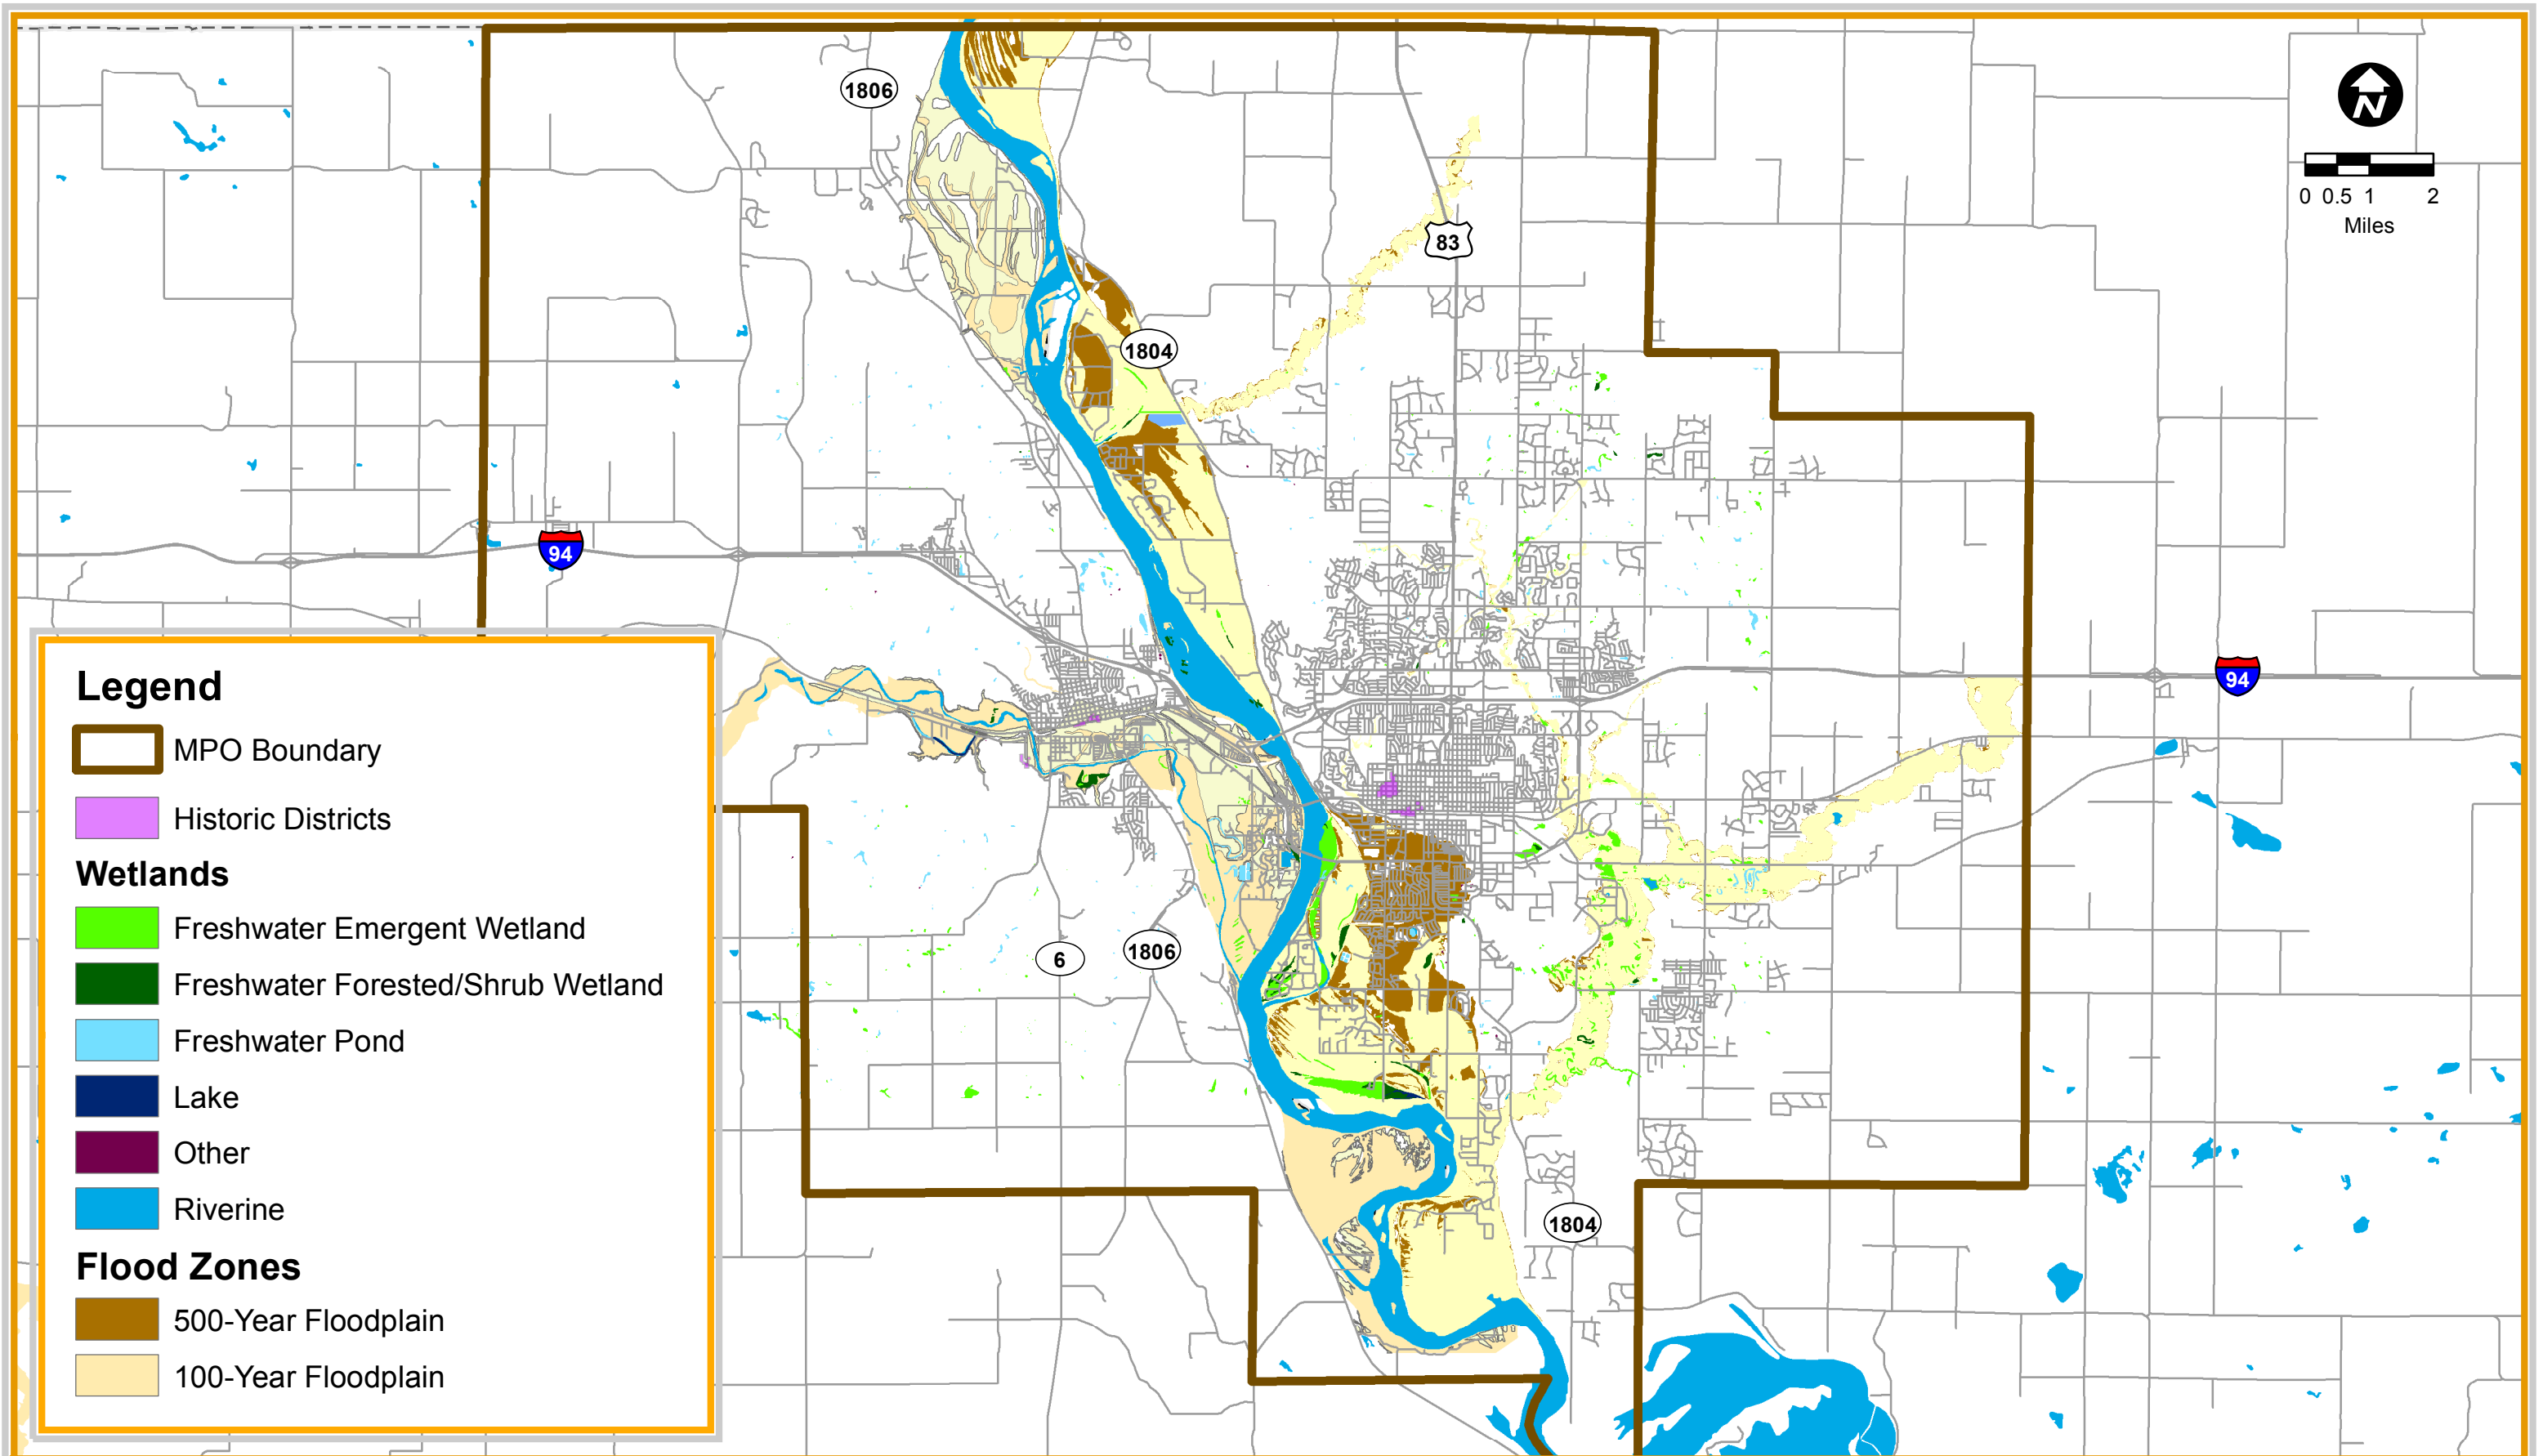 1806
N
0 0.5 1 2
Miles
83
1804
94
94
Legend
MPO Boundary
Historic Districts
Wetlands
Freshwater Emergent Wetland
Freshwater Forested/Shrub Wetland
Freshwater Pond
Lake
Other
Riverine
Flood Zones
500-Year Floodplain
100-Year Floodplain
6
1806
1804